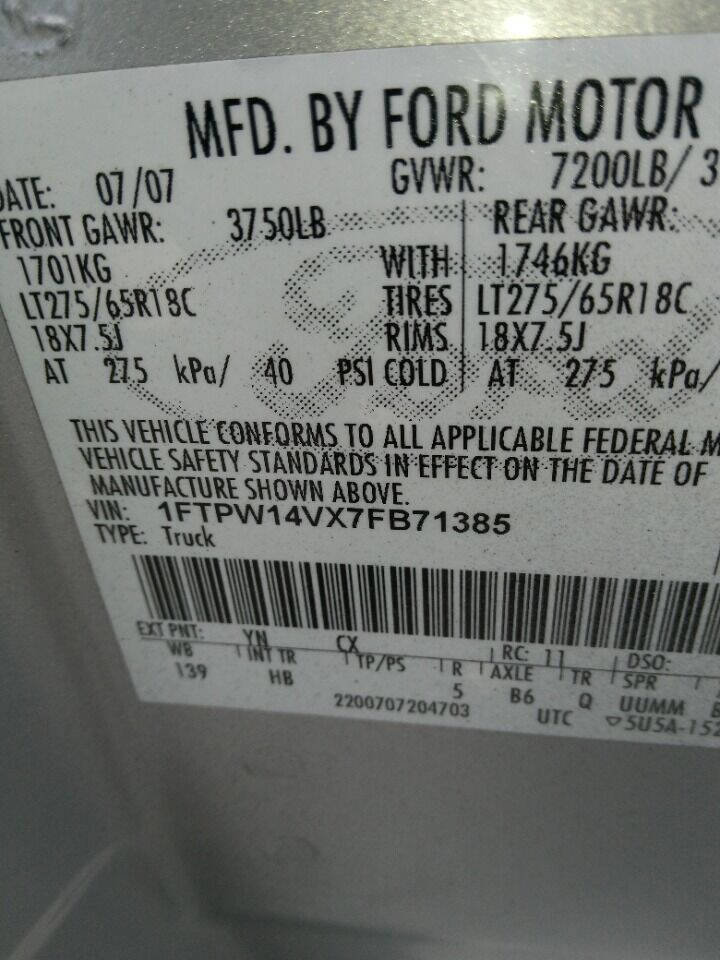 MFD. BY FORD MOTOR
DATE: 07/07 GVWR: 7200LB/ 3
FRONT GAWR: 3750LB REAR GAWR:
1701KG WITH 1746KG
LT275/65R18C TIRES LT275/65R18C
18X7.5J RIMS 18X7.5J
AT 275 kPa/ 40 PSI COLD AT 275 kPa/
THIS VEHICLE CONFORMS TO ALL APPLICABLE FEDERAL M
VEHICLE SAFETY STANDARDS IN EFFECT ON THE DATE OF
MANUFACTURE SHOWN ABOVE.
VIN: 1FTPW14VX7FB71385
TYPE: Truck
EXT PNT: YN CX RC: 11 DSO:
WB INT TR TP/PS R AXLE TR SPR
139 HB 5 B6 Q UUMM
2200707204703 UTC ▽5U5A-152